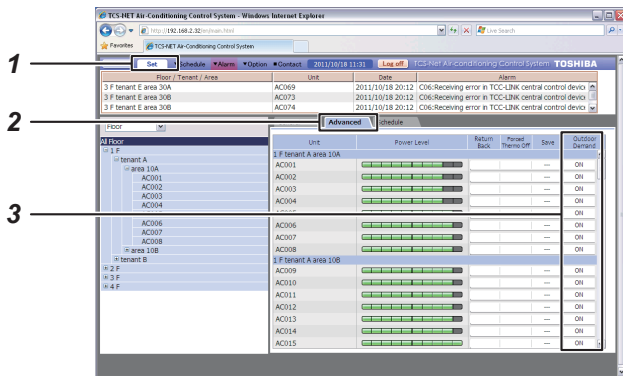 TCS-NET Air-Conditioning Control System - Windows Internet Explorer
http://192.168.2.32/tm/main.html
Live Search
Favorites TCS-NET Air-Conditioning Control System
1
Set Schedule ▼Alarm ▼Option ■Contact 2011/10/18 11:31 Log off TCS-Net Air-conditioning Control System TOSHIBA
Floor / Tenant / Area Unit Date Alarm
3 F tenant E area 30A AC069 2011/10/18 20:12 C06:Receiving error in TCC-LINK central control device
3 F tenant E area 30B AC073 2011/10/18 20:12 C06:Receiving error in TCC-LINK central control device
3 F tenant E area 30B AC074 2011/10/18 20:12 C06:Receiving error in TCC-LINK central control device
2
Advanced Schedule
Floor
Unit Power Level Return Back Forced Thermo Off Save Outdoor Demand
All Floor
1 F
tenant A
area 10A
AC001
AC002
AC003
AC004
AC006
AC007
AC008
area 10B
tenant B
2 F
3 F
4 F
1 F tenant A area 10A
AC001 --- ON
AC002 --- ON
AC003 --- ON
AC004 --- ON
3
ON
AC006 --- ON
AC007 --- ON
AC008 --- ON
1 F tenant A area 10B
AC009 --- ON
AC010 --- ON
AC011 --- ON
AC012 --- ON
AC013 --- ON
AC014 --- ON
AC015 --- ON